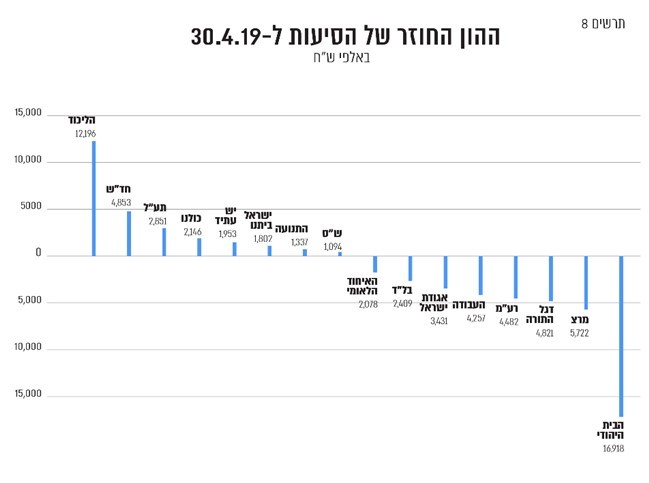 תרשים 8
ההון החוזר של הסיעות ל-30.4.19
באלפי ש"ח
15,000
10,000
5000
0
5,000
10,000
15,000
הליכוד
12,196
חד"ש
4,853
תע"ל
2,851
כולנו
2,146
יש
עתיד
1,953
ישראל
ביתנו
1,802
התנועה
1,337
ש"ס
1,094
האיחוד
הלאומי
2,078
בל"ד
2,409
אגודת
ישראל
3,431
העבודה
4,257
רע"מ
4,482
דגל
התורה
4,821
מרצ
5,722
הבית
היהודי
16,918